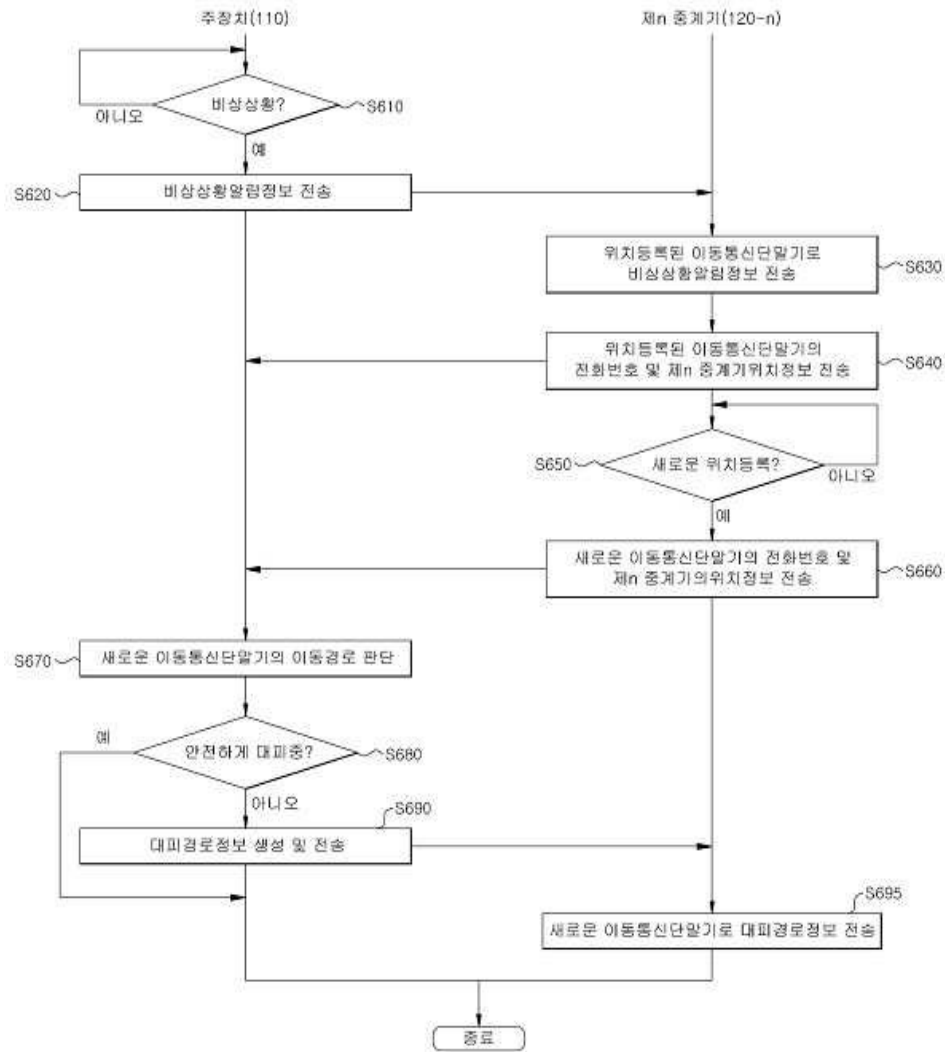 주장치(110)
제n 중계기(120-n)
비상상황?
S610
아니오
예
S620
비상상황알림정보 전송
위치등록된 이동통신단말기로
비상상황알림정보 전송
S630
위치등록된 이동통신단말기의
전화번호 및 제n 중계기위치정보 전송
S640
S650
새로운 위치등록?
아니오
예
새로운 이동통신단말기의 전화번호 및
제n 중계기의위치정보 전송
S660
S670
새로운 이동통신단말기의 이동경로 판단
예
안전하게 대피중?
S680
아니오
S690
대피경로정보 생성 및 전송
S695
새로운 이동통신단말기로 대피경로정보 전송
종료